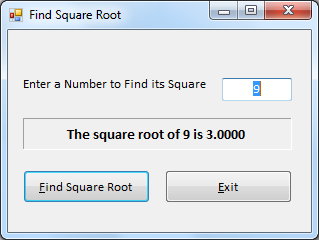 Find Square Root
Enter a Number to Find its Square
9
The square root of 9 is 3.0000
Find Square Root
Exit